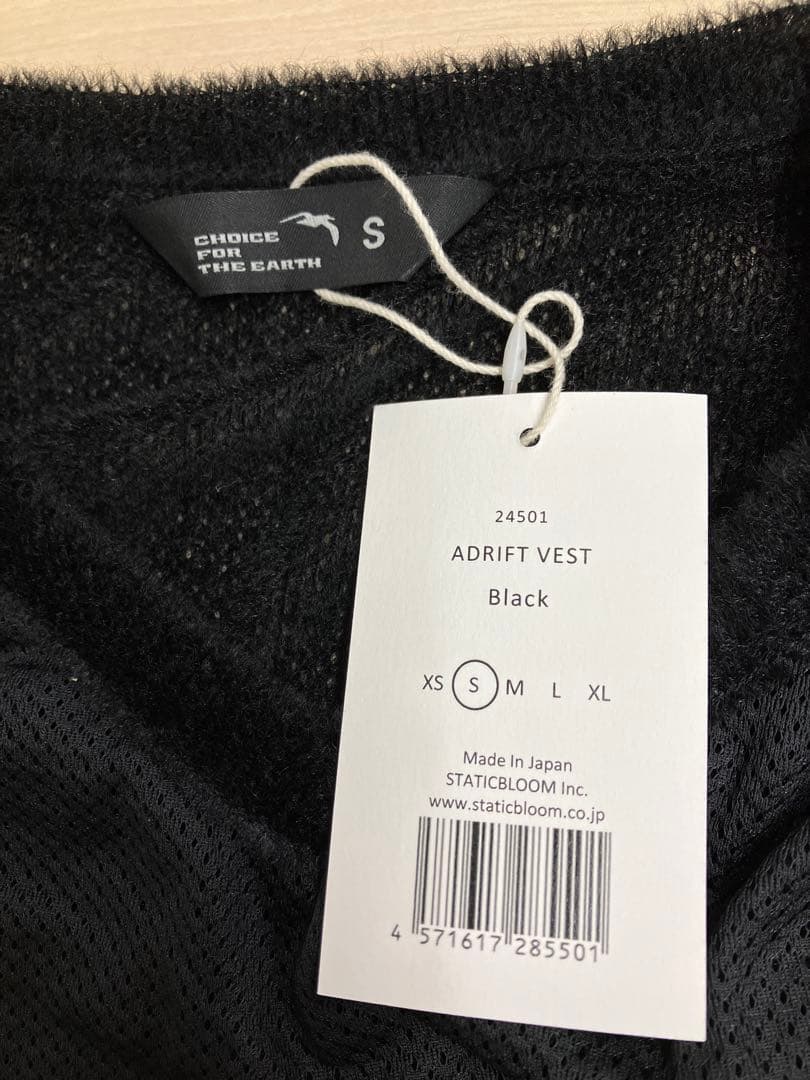 CHOICE
FOR
THE EARTH
S
24501
ADRIFT VEST
Black
XS S M L XL
Made In Japan
STATICBLOOM Inc.
www.staticbloom.co.jp
4 571617 285501